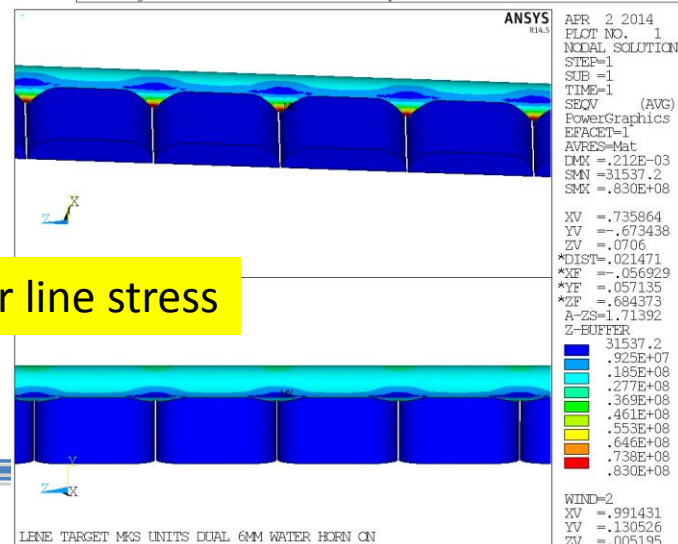 ANSYS
R14.5
APR 2 2014
PLOT NO. 1
NODAL SOLUTION
STEP=1
SUB =1
TIME=1
SEQV (AVG)
PowerGraphics
EFACET=1
AVRES=Mat
DMX =.212E-03
SMN =31537.2
SMX =.830E+08
XV =.735864
YV =-.673438
ZV =.0706
*DIST=.021471
*XF =-.056929
*YF =.057135
*ZF =.684373
A-ZS=1.71392
Z-BUFFER
31537.2
.925E+07
.185E+08
.277E+08
.369E+08
.461E+08
.553E+08
.646E+08
.738E+08
.830E+08
WIND=2
XV =.991431
YV =.130526
ZV =.005195
X
Z
r line stress
Y
Z X
LBNE TARGET MKS UNITS DUAL 6MM WATER HORN ON